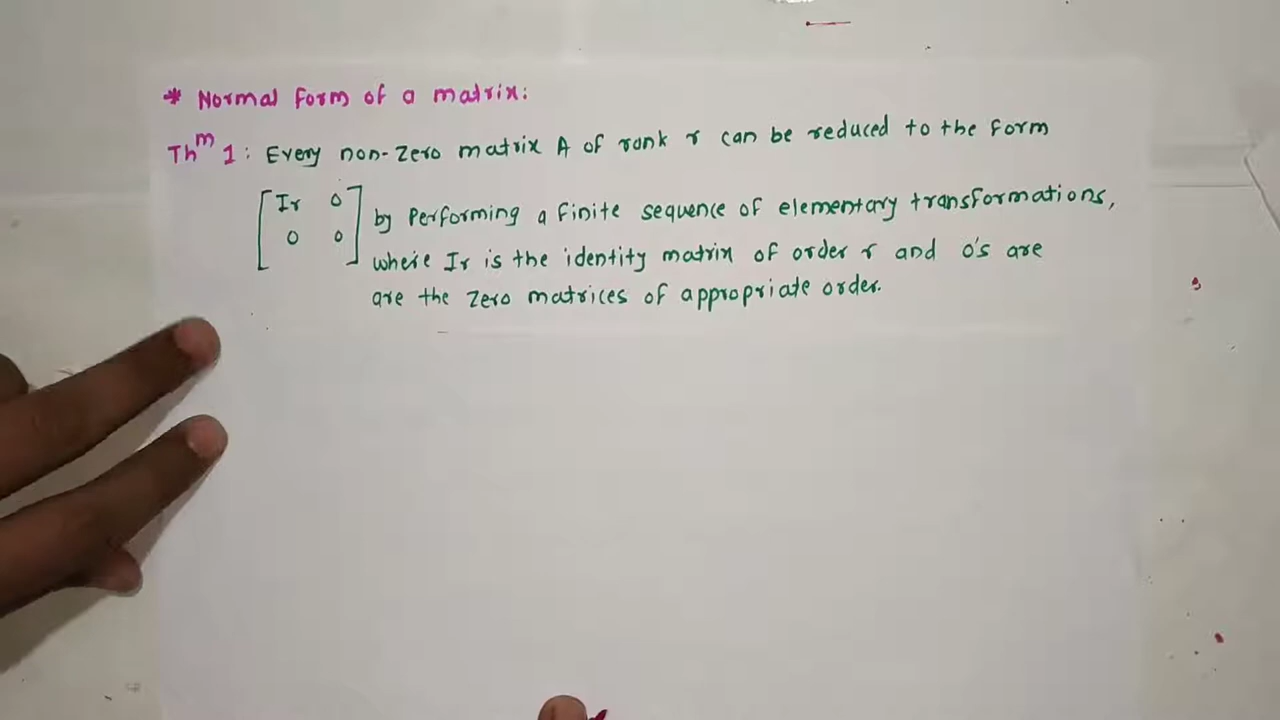 * Normal form of a matrix:
Thm 1: Every non-zero matrix A of rank r can be reduced to the form
[Ir 0
0 0] by Performing a finite sequence of elementary transformations,
where Ir is the identity matrix of order r and 0's are
are the zero matrices of appropriate order.